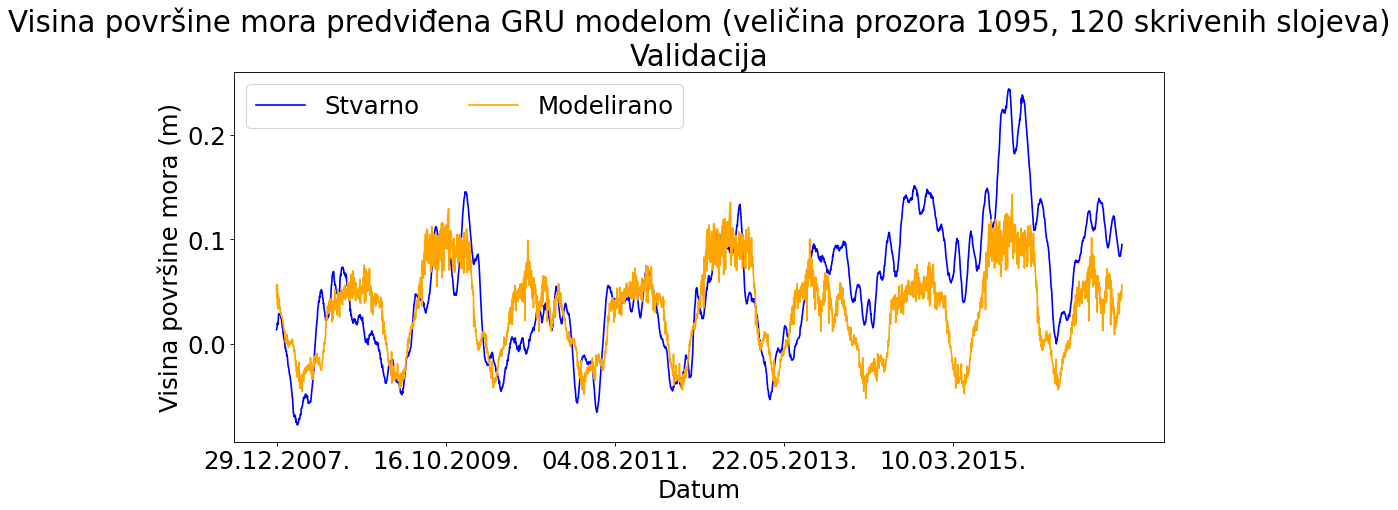 Visina površine mora predviđena GRU modelom (veličina prozora 1095, 120 skrivenih slojeva)
Validacija
Stvarno
Modelirano
Visina površine mora (m)
0.2
0.1
0.0
29.12.2007.
16.10.2009.
04.08.2011.
22.05.2013.
10.03.2015.
Datum